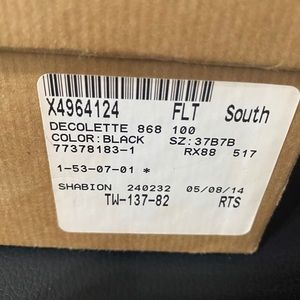 X4964124 FLT South
DECOLETTE 868 100
COLOR:BLACK SZ:37B7B
77378183-1 RX88 517
1-53-07-01 *
SHABION 240232 05/08/14
TW-137-82 RTS